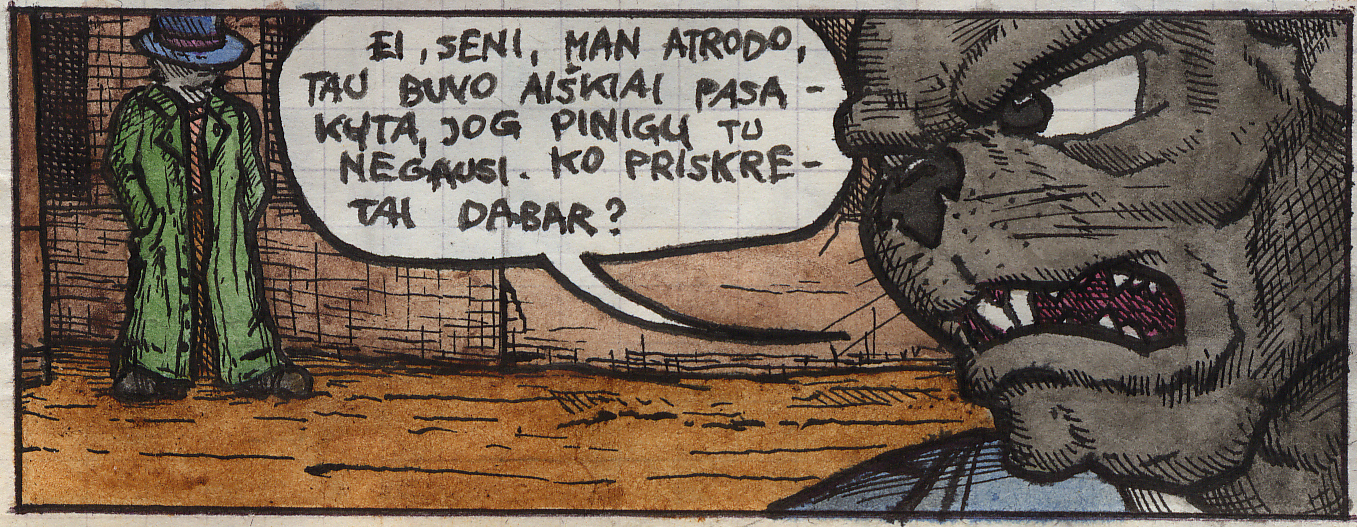 EI, SENI, MAN ATRODO,
TAU BUVO AIŠKIAI PASA-
KYTA, JOG PINIGŲ TU
NEGAUSI. KO PRISKRE-
TAI DABAR?